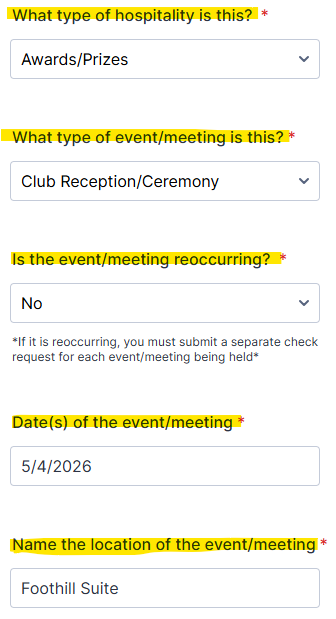 What type of hospitality is this? *
Awards/Prizes
What type of event/meeting is this? *
Club Reception/Ceremony
Is the event/meeting reoccurring? *
No
*If it is reoccurring, you must submit a separate check
request for each event/meeting being held*
Date(s) of the event/meeting *
5/4/2026
Name the location of the event/meeting *
Foothill Suite